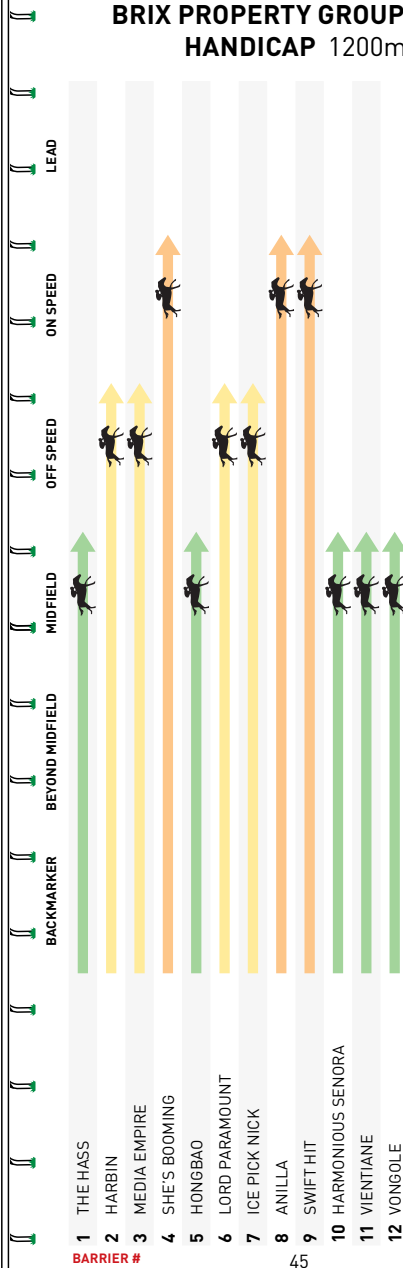 BRIX PROPERTY GROUP
HANDICAP 1200m
LEAD
ON SPEED
OFF SPEED
MIDFIELD
BEYOND MIDFIELD
BACKMARKER
1 THE HASS
2 HARBIN
3 MEDIA EMPIRE
4 SHE'S BOOMING
5 HONGBAO
6 LORD PARAMOUNT
7 ICE PICK NICK
8 ANILLA
9 SWIFT HIT
10 HARMONIOUS SENORA
11 VIENTIANE
12 VONGOLE
BARRIER #
45